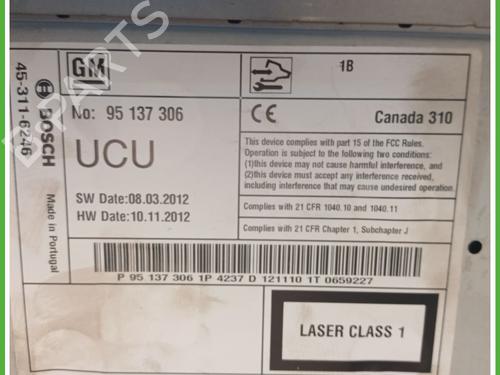 GM
1B
No: 95 137 306
CE
Canada 310
UCU
This device complies with part 15 of the FCC Rules.
Operation is subject to the following two conditions:
(1)this device may not cause harmful interference, and
(2)this device must accept any interference received,
including interference that may cause undesired operation.
SW Date:08.03.2012
HW Date:10.11.2012
Complies with 21 CFR 1040.10 and 1040.11
Complies with 21 CFR Chapter 1, Subchapter J
P 95 137 306 1P 4237 D 121110 1T 0659227
LASER CLASS 1
45-311-6246
BOSCH
Made in Portugal
B-PARTS